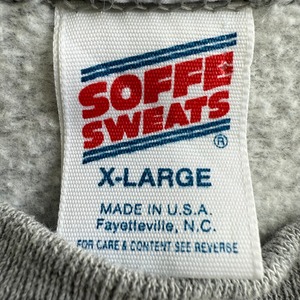 SOFFE
SWEATS®
X-LARGE
MADE IN U.S.A.
Fayetteville, N.C.
FOR CARE & CONTENT SEE REVERSE